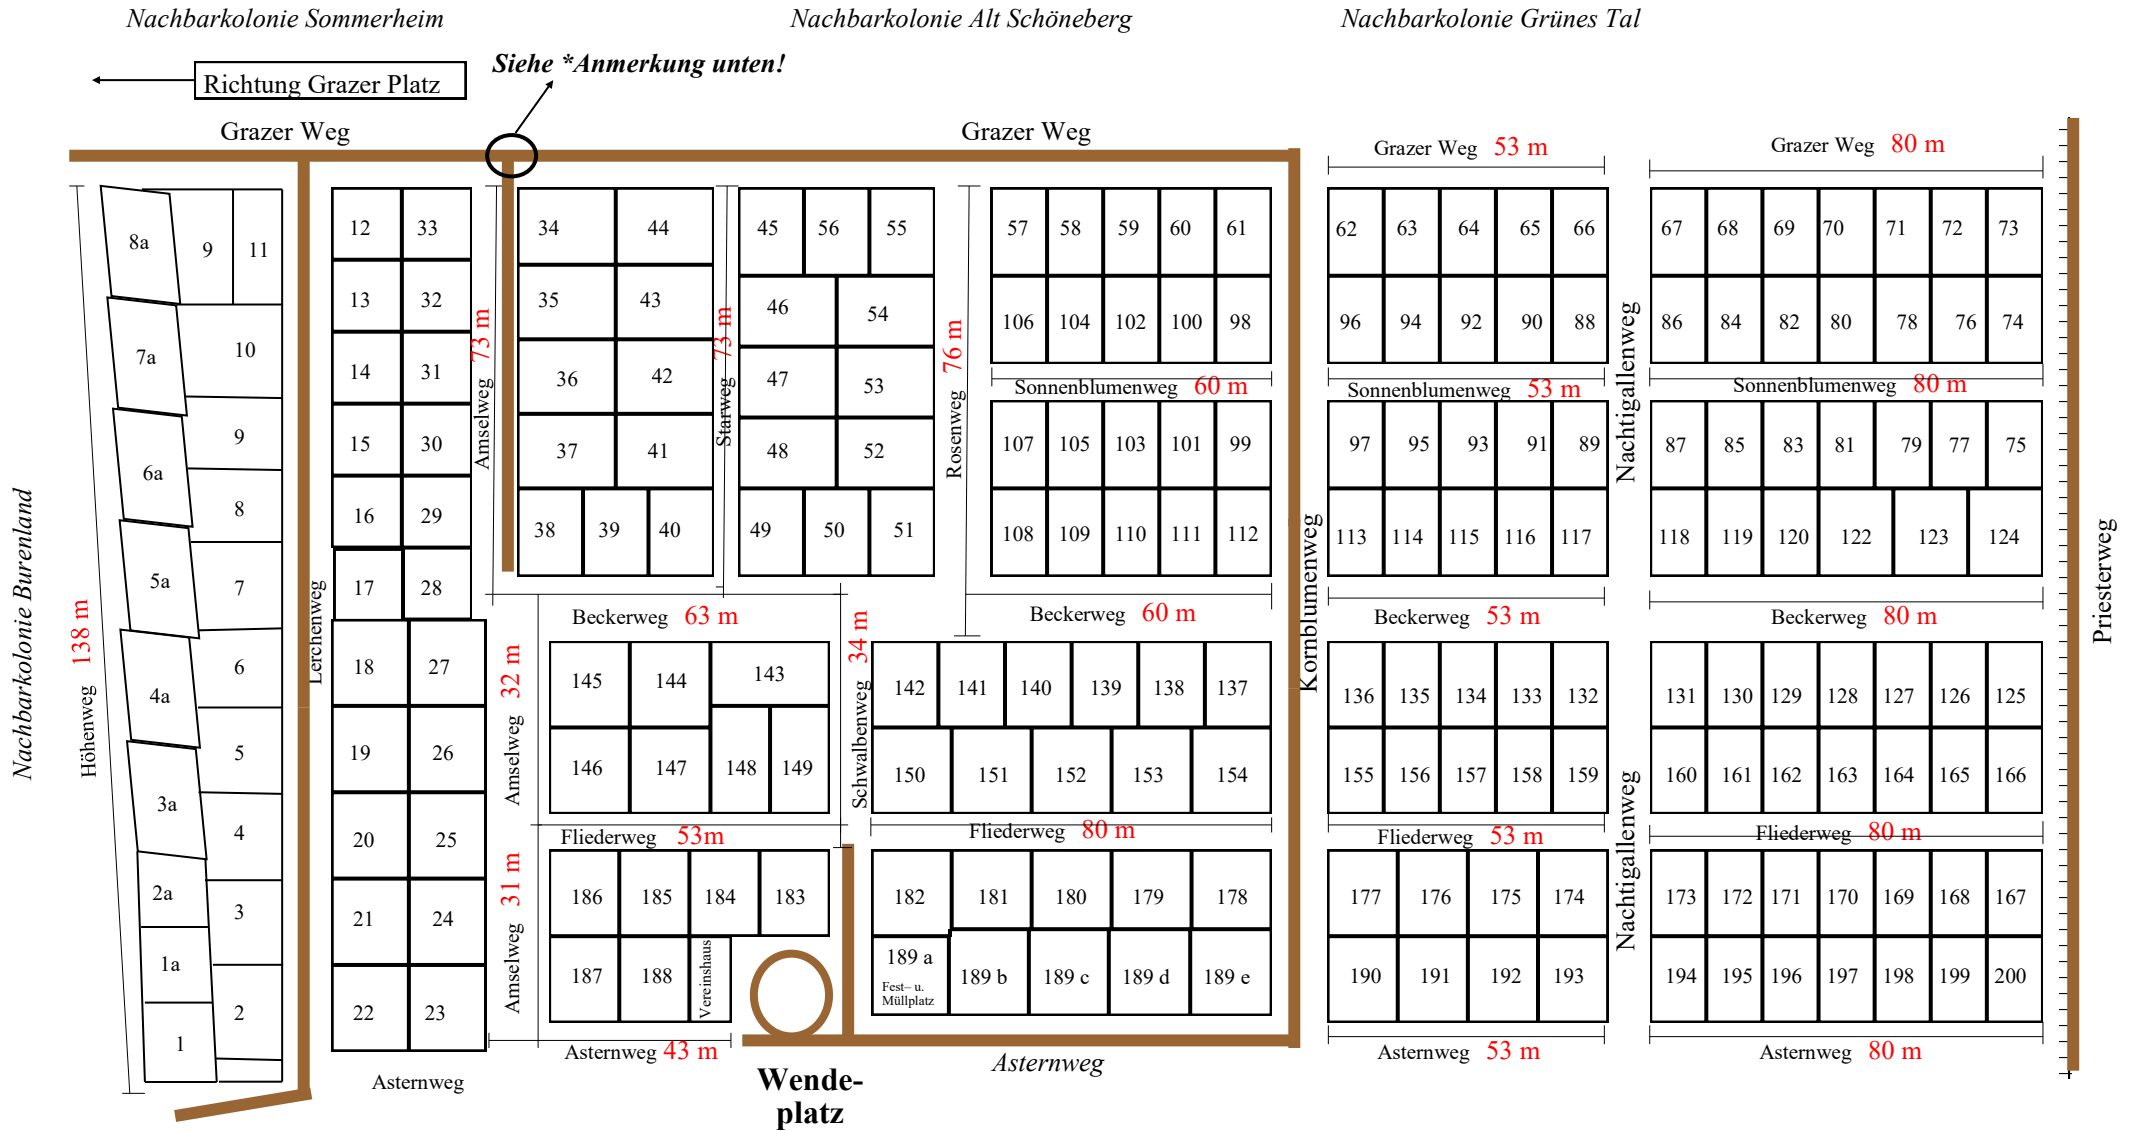 Nachbarkolonie Sommerheim
Nachbarkolonie Alt Schöneberg
Nachbarkolonie Grünes Tal
Siehe *Anmerkung unten!
Richtung Grazer Platz
Grazer Weg
Grazer Weg
Grazer Weg 53 m
Grazer Weg 80 m
Nachbarkolonie Burenland
Höhenweg 138 m
8a
7a
6a
5a
4a
3a
2a
1a
1
9 11
10
9
8
7
6
5
4
3
2
Lerchenweg
12 33
13 32
14 31
15 30
16 29
17 28
18 27
19 26
20 25
21 24
22 23
Asternweg
Amselweg 73 m
34 44
35 43
36 42
37 41
38 39 40
Starweg 73 m
45 56 55
46 54
47 53
48 52
49 50 51
Rosenweg 76 m
57 58 59 60 61
106 104 102 100 98
Sonnenblumenweg 60 m
107 105 103 101 99
108 109 110 111 112
Kornblumenweg
62 63 64 65 66
96 94 92 90 88
Sonnenblumenweg 53 m
97 95 93 91 89
113 114 115 116 117
Nachtigallenweg
67 68 69 70 71 72 73
86 84 82 80 78 76 74
Sonnenblumenweg 80 m
87 85 83 81 79 77 75
118 119 120 122 123 124
Priesterweg
Beckerweg 63 m
Beckerweg 60 m
Beckerweg 53 m
Beckerweg 80 m
Amselweg 32 m
145 144 143
146 147 148 149
Schwalbenweg 34 m
142 141 140 139 138 137
150 151 152 153 154
136 135 134 133 132
155 156 157 158 159
131 130 129 128 127 126 125
160 161 162 163 164 165 166
Fliederweg 53m
Fliederweg 80 m
Fliederweg 53 m
Fliederweg 80 m
Amselweg 31 m
186 185 184 183
187 188 Vereinshaus
182 181 180 179 178
189 a
Fest– u.
Müllplatz
189 b 189 c 189 d 189 e
177 176 175 174
190 191 192 193
Nachtigallenweg
173 172 171 170 169 168 167
194 195 196 197 198 199 200
Asternweg 43 m
Asternweg
Asternweg 53 m
Asternweg 80 m
Wende-
platz